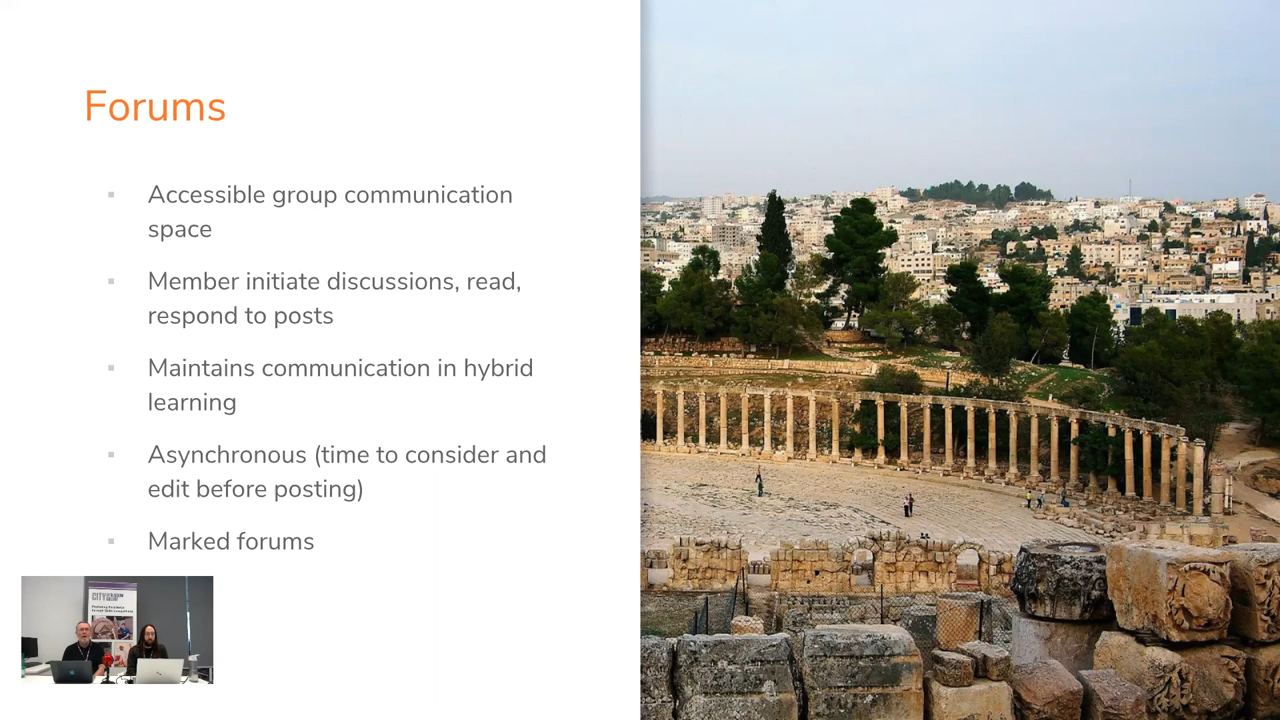 Forums
Accessible group communication
space
Member initiate discussions, read,
respond to posts
Maintains communication in hybrid
learning
Asynchronous (time to consider and
edit before posting)
Marked forums
CITY